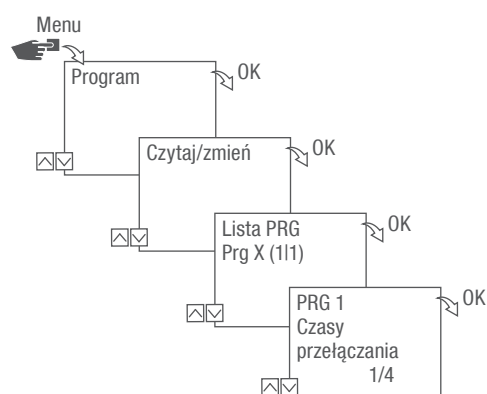 Menu
Program
OK
Czytaj/zmień
OK
Lista PRG
Prg X (1|1)
OK
PRG 1
Czasy
przełączania
1/4
OK